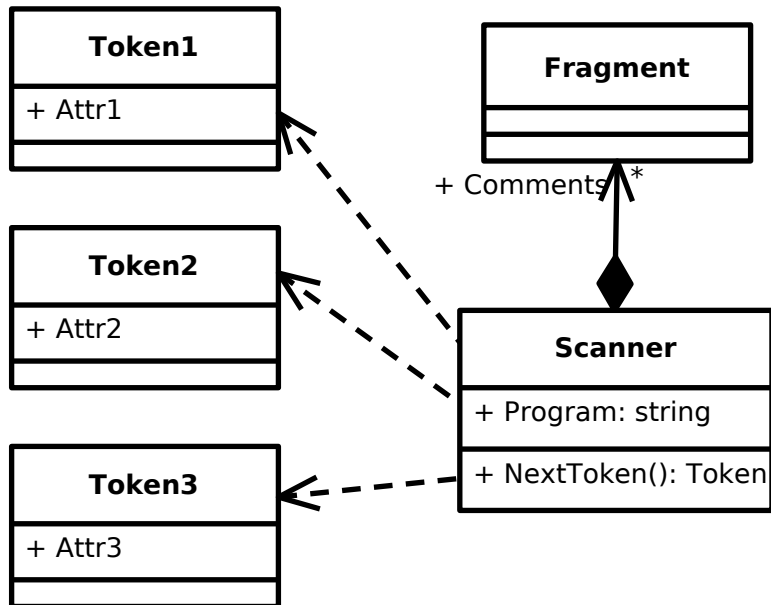 Token1
+ Attr1
Fragment
+ Comments
*
Token2
+ Attr2
Scanner
+ Program: string
+ NextToken(): Token
Token3
+ Attr3